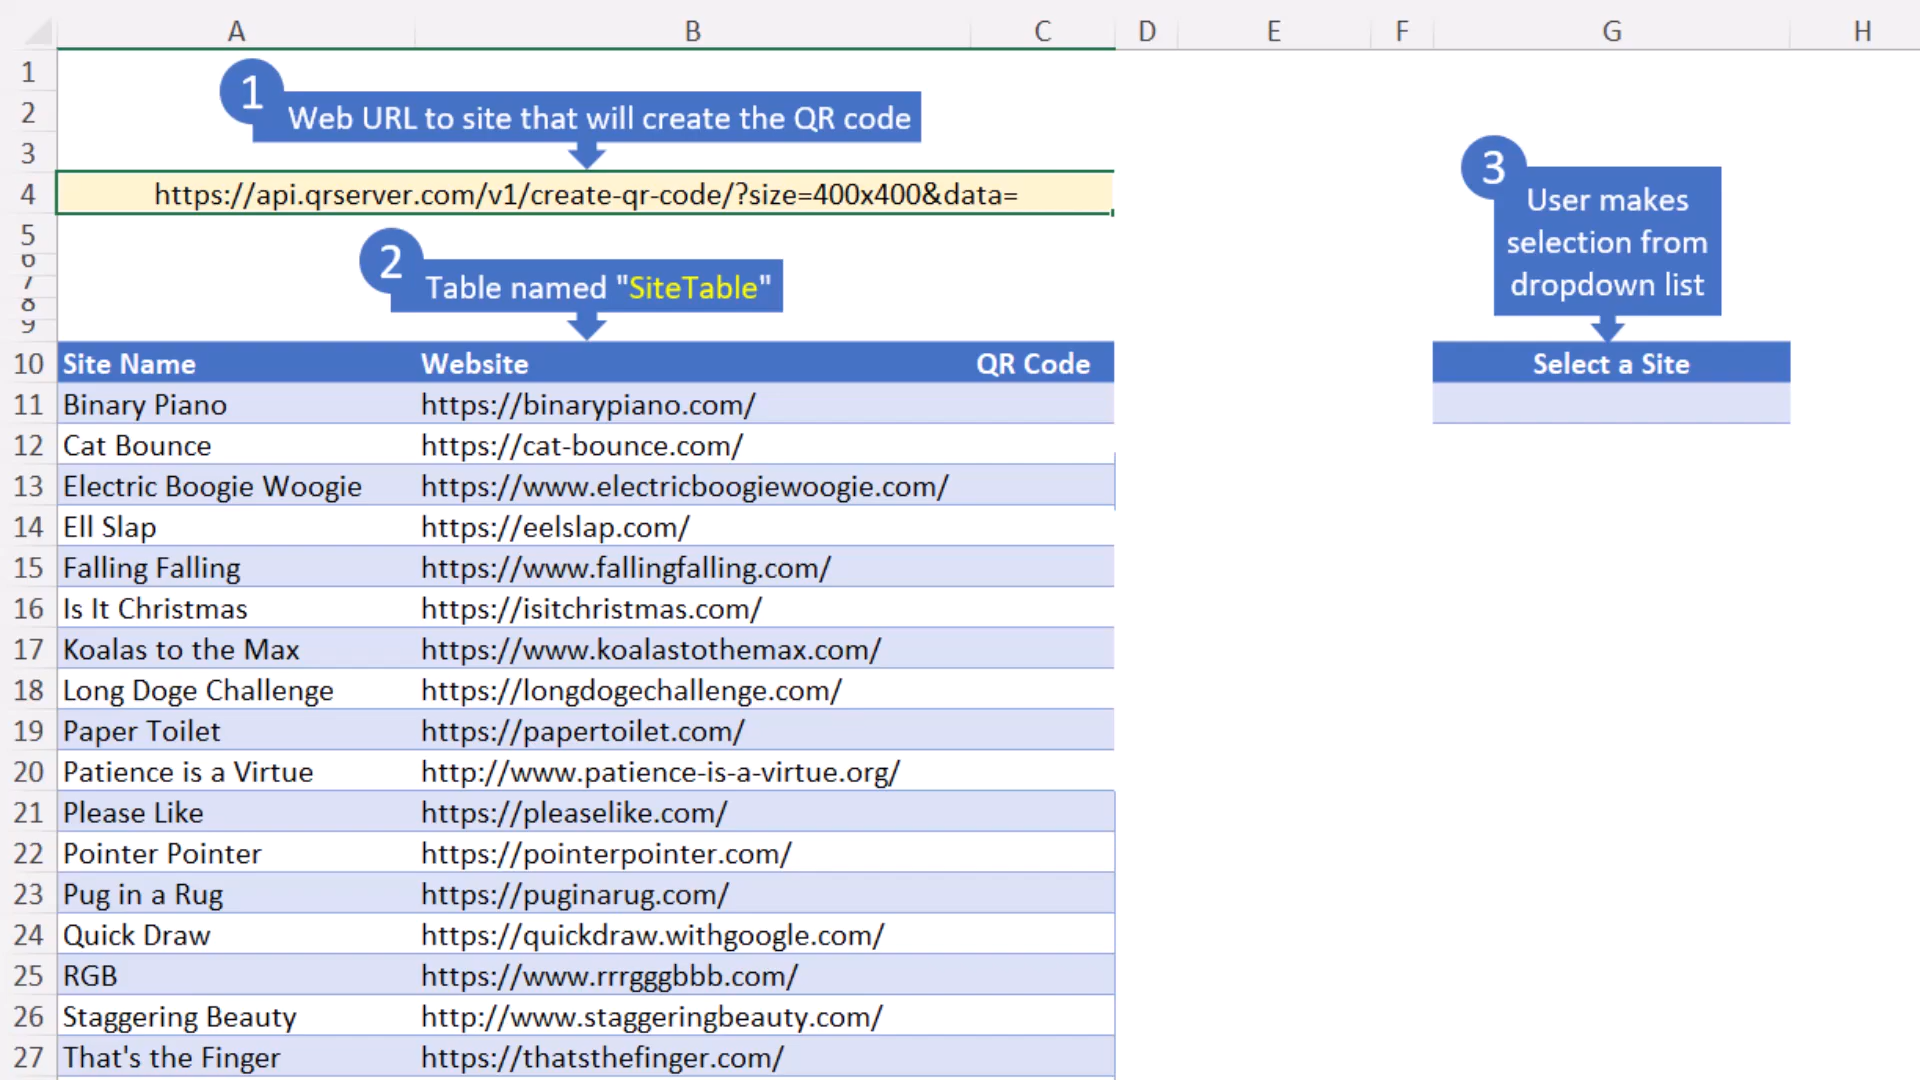 A B C D E F G H
1
1
2
Web URL to site that will create the QR code
3
4 https://api.qrserver.com/v1/create-qr-code/?size=400x400&data=
3
User makes
selection from
dropdown list
5
6
7
8
9
2
Table named "SiteTable"
10 Site Name Website QR Code Select a Site
11 Binary Piano https://binarypiano.com/
12 Cat Bounce https://cat-bounce.com/
13 Electric Boogie Woogie https://www.electricboogiewoogie.com/
14 Ell Slap https://eelslap.com/
15 Falling Falling https://www.fallingfalling.com/
16 Is It Christmas https://isitchristmas.com/
17 Koalas to the Max https://www.koalastothemax.com/
18 Long Doge Challenge https://longdogechallenge.com/
19 Paper Toilet https://papertoilet.com/
20 Patience is a Virtue http://www.patience-is-a-virtue.org/
21 Please Like https://pleaselike.com/
22 Pointer Pointer https://pointerpointer.com/
23 Pug in a Rug https://puginarug.com/
24 Quick Draw https://quickdraw.withgoogle.com/
25 RGB https://www.rrrgggbbb.com/
26 Staggering Beauty http://www.staggeringbeauty.com/
27 That's the Finger https://thatsthefinger.com/